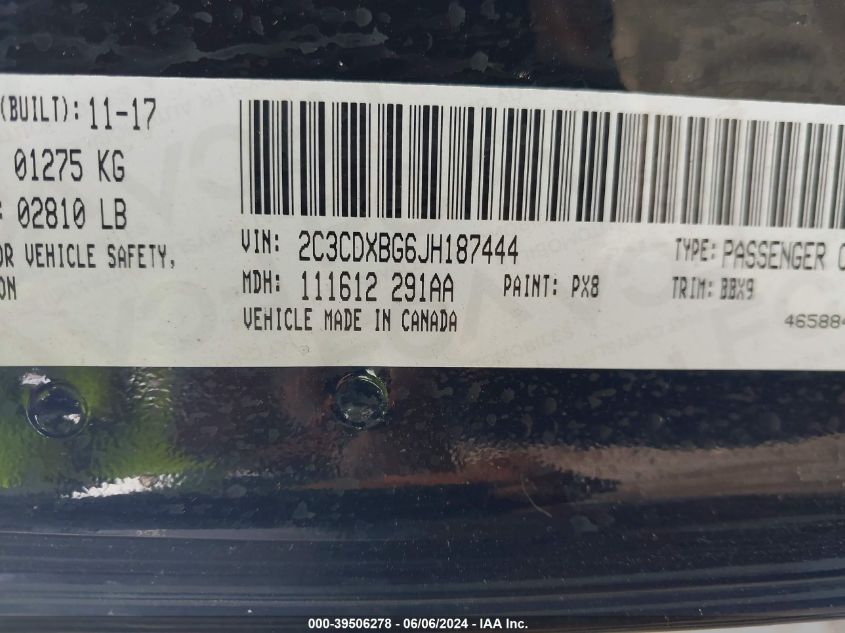 (BUILT): 11-17
01275 KG
: 02810 LB
OR VEHICLE SAFETY,
ON
VIN: 2C3CDXBG6JH187444 TYPE: PASSENGER
MDH: 111612 291AA PAINT: PX8 TRIM: BBX9
VEHICLE MADE IN CANADA
46588
000-39506278 - 06/06/2024 - IAA Inc.